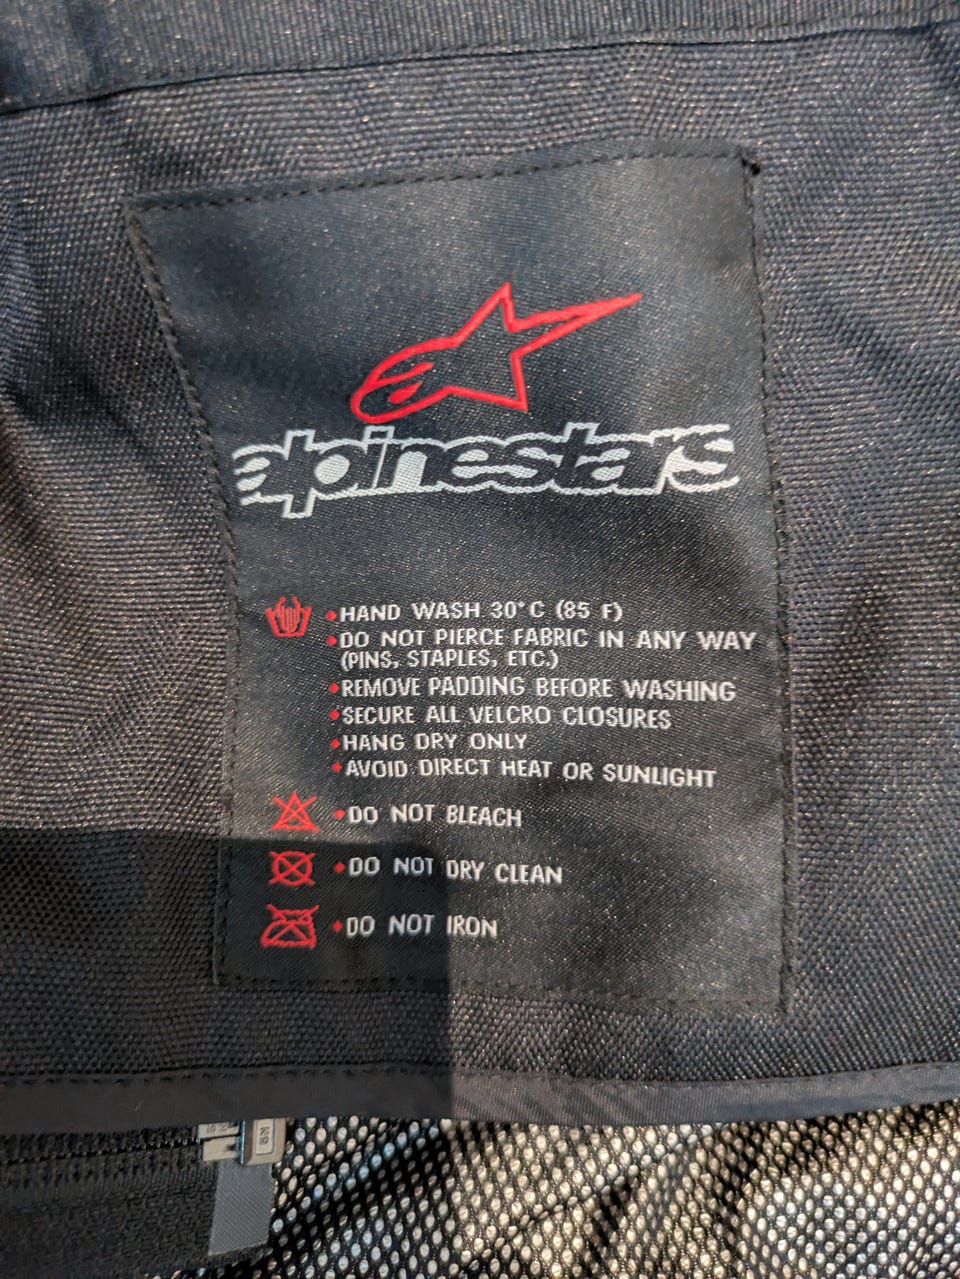 alpinestars
•HAND WASH 30°C (85 F)
•DO NOT PIERCE FABRIC IN ANY WAY
(PINS, STAPLES, ETC.)
•REMOVE PADDING BEFORE WASHING
•SECURE ALL VELCRO CLOSURES
•HANG DRY ONLY
•AVOID DIRECT HEAT OR SUNLIGHT
•DO NOT BLEACH
•DO NOT DRY CLEAN
•DO NOT IRON